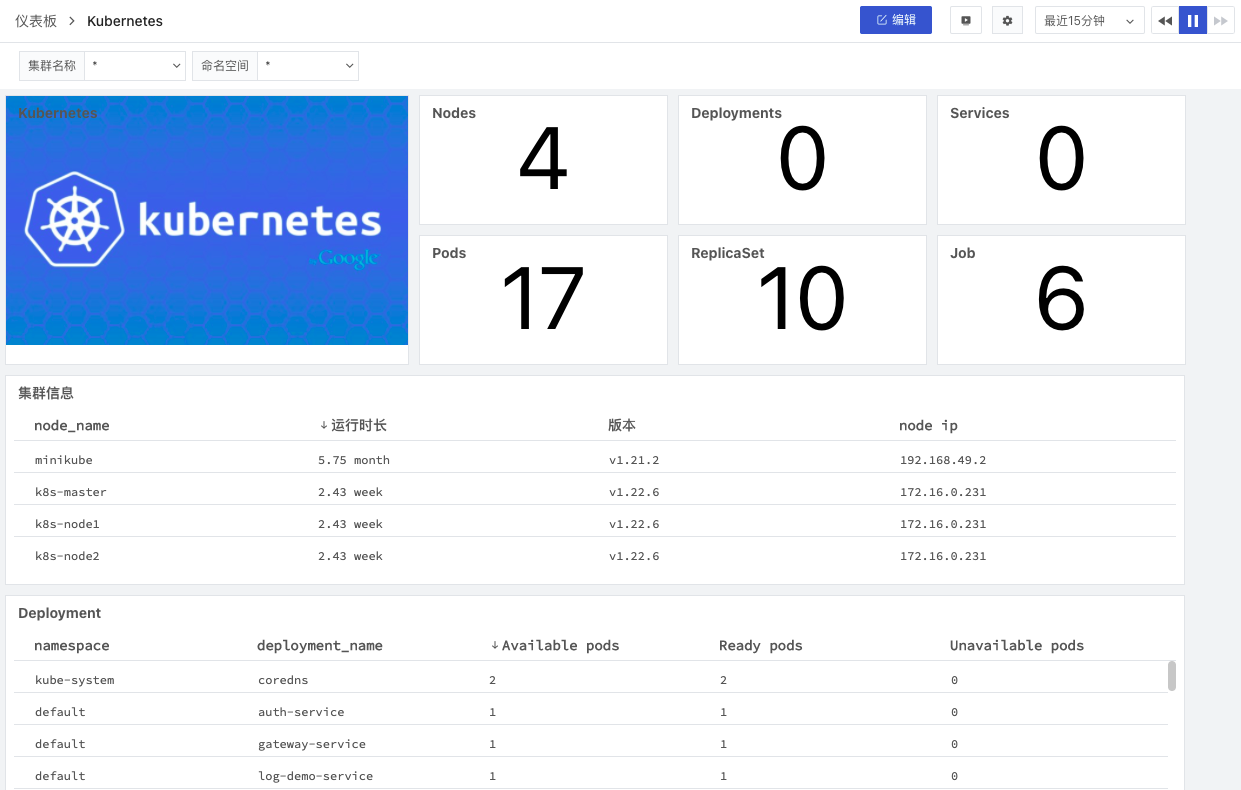 仪表板 > Kubernetes
编辑
最近15分钟
集群名称 *
命名空间 *
Kubernetes
kubernetes
by Google
Nodes
4
Deployments
0
Services
0
Pods
17
ReplicaSet
10
Job
6
集群信息
node_name ↓运行时长 版本 node ip
minikube 5.75 month v1.21.2 192.168.49.2
k8s-master 2.43 week v1.22.6 172.16.0.231
k8s-node1 2.43 week v1.22.6 172.16.0.231
k8s-node2 2.43 week v1.22.6 172.16.0.231
Deployment
namespace deployment_name ↓Available pods Ready pods Unavailable pods
kube-system coredns 2 2 0
default auth-service 1 1 0
default gateway-service 1 1 0
default log-demo-service 1 1 0